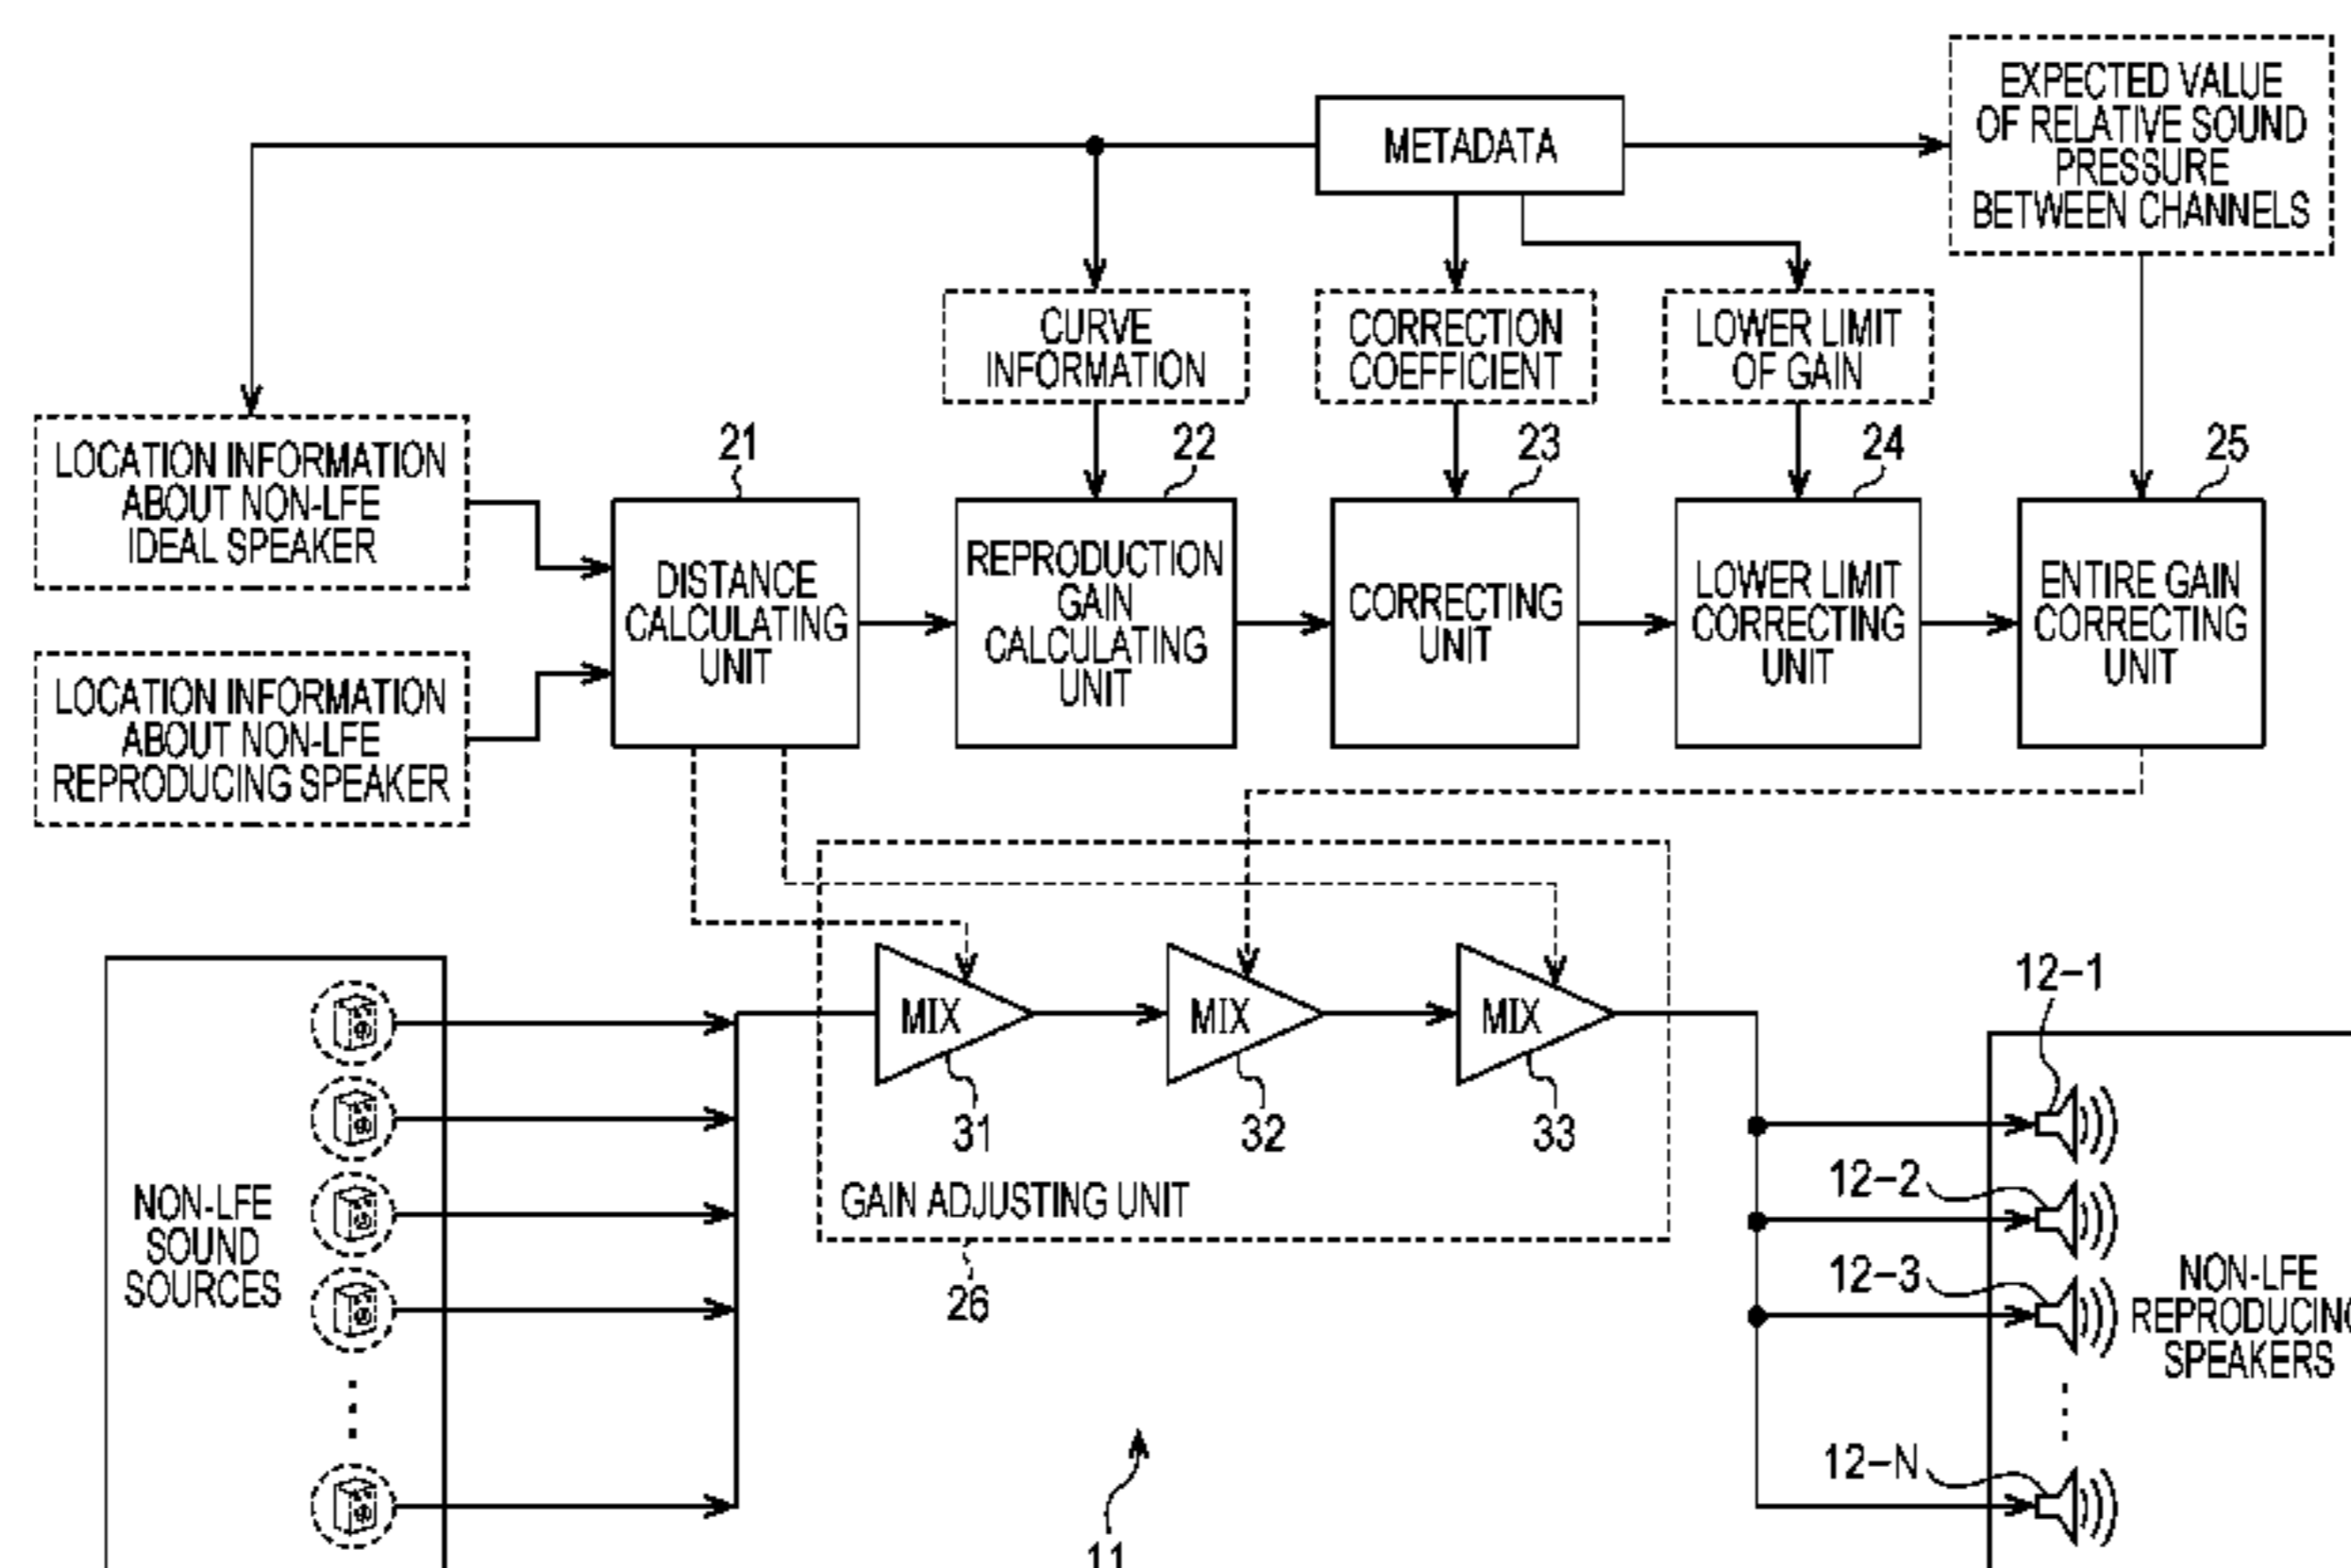 METADATA
EXPECTED VALUE
OF RELATIVE SOUND
PRESSURE
BETWEEN CHANNELS
CURVE
INFORMATION
CORRECTION
COEFFICIENT
LOWER LIMIT
OF GAIN
LOCATION INFORMATION
ABOUT NON-LFE
IDEAL SPEAKER
LOCATION INFORMATION
ABOUT NON-LFE
REPRODUCING SPEAKER
21
DISTANCE
CALCULATING
UNIT
22
REPRODUCTION
GAIN
CALCULATING
UNIT
23
CORRECTING
UNIT
24
LOWER LIMIT
CORRECTING
UNIT
25
ENTIRE GAIN
CORRECTING
UNIT
MIX
MIX
MIX
31
32
33
GAIN ADJUSTING UNIT
26
NON-LFE
SOUND
SOURCES
12-1
12-2
12-3
12-N
NON-LFE
REPRODUCING
SPEAKERS
11